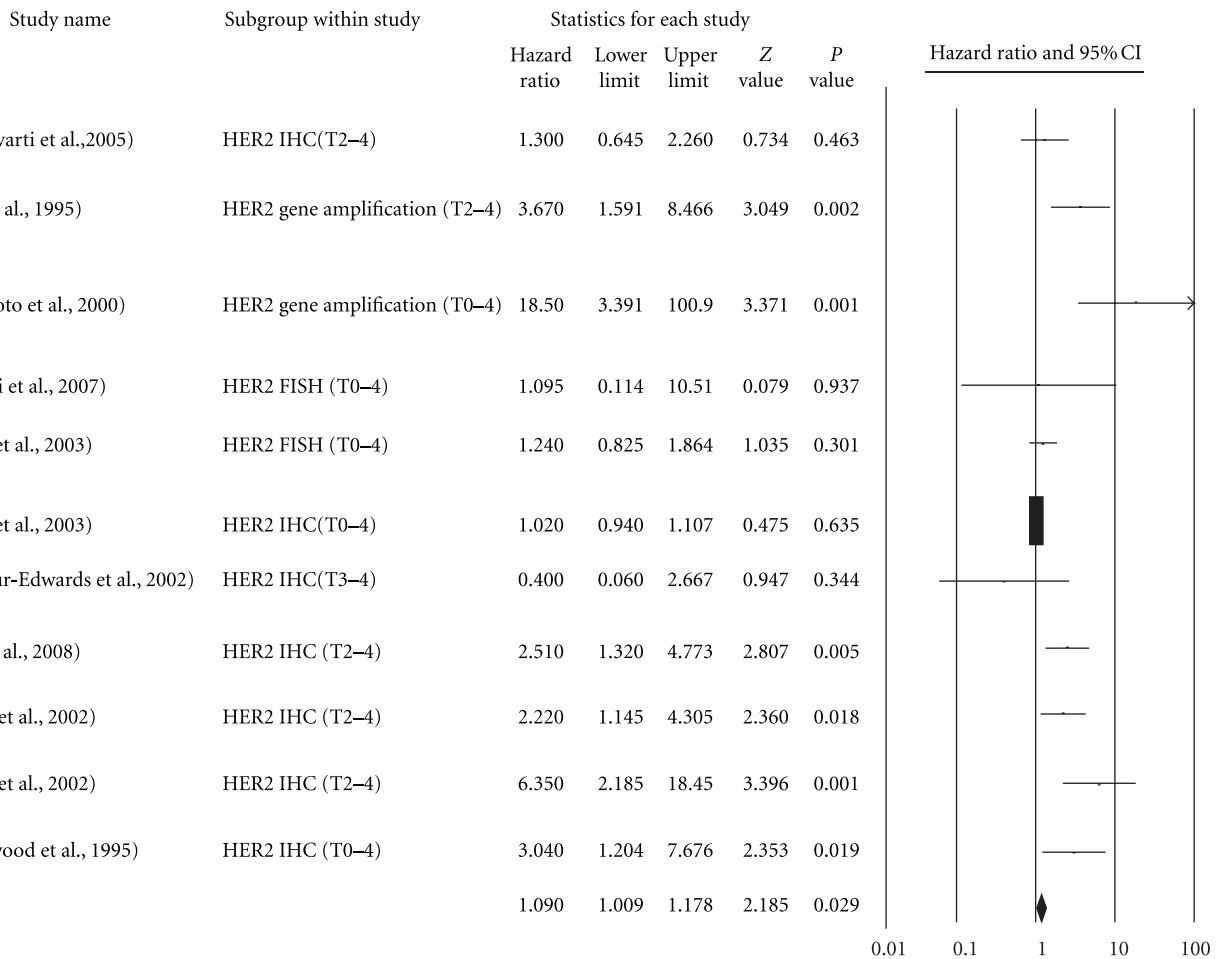 Study name Subgroup within study Statistics for each study
Hazard ratio and 95% CI
Hazard Lower Upper Z P
ratio limit limit value value
varti et al.,2005) HER2 IHC(T2–4) 1.300 0.645 2.260 0.734 0.463
al., 1995) HER2 gene amplification (T2–4) 3.670 1.591 8.466 3.049 0.002
oto et al., 2000) HER2 gene amplification (T0–4) 18.50 3.391 100.9 3.371 0.001
i et al., 2007) HER2 FISH (T0–4) 1.095 0.114 10.51 0.079 0.937
et al., 2003) HER2 FISH (T0–4) 1.240 0.825 1.864 1.035 0.301
et al., 2003) HER2 IHC(T0–4) 1.020 0.940 1.107 0.475 0.635
ur-Edwards et al., 2002) HER2 IHC(T3–4) 0.400 0.060 2.667 0.947 0.344
al., 2008) HER2 IHC (T2–4) 2.510 1.320 4.773 2.807 0.005
et al., 2002) HER2 IHC (T2–4) 2.220 1.145 4.305 2.360 0.018
et al., 2002) HER2 IHC (T2–4) 6.350 2.185 18.45 3.396 0.001
wood et al., 1995) HER2 IHC (T0–4) 3.040 1.204 7.676 2.353 0.019
1.090 1.009 1.178 2.185 0.029
0.01 0.1 1 10 100